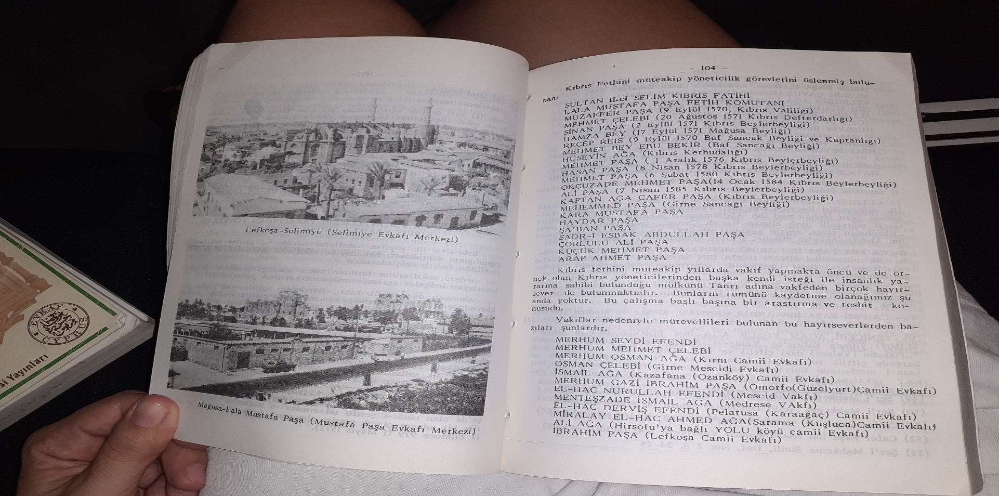 Lefkoşa-Selimiye (Selimiye Evkafı Merkezi)
Mağusa-Lala Mustafa Paşa (Mustafa Paşa Evkafı Merkezi)
- 104 -
Kıbrıs Fethini müteakip yöneticilik görevlerini üslenmiş bulu-
nan:
SULTAN II.ci SELİM KIBRIS FATİHİ
LALA MUSTAFA PAŞA FETİH KOMUTANI
MUZAFFER PAŞA (9 Eylül 1570, Kıbrıs Valiliği)
MEHMET ÇELEBİ (20 Ağustos 1571 Kıbrıs Defterdarlığı)
SİNAN PAŞA (2 Eylül 1571 Kıbrıs Beylerbeyliği)
HAMZA BEY (17 Eylül 1571 Mağusa Beyliği)
RECEP REİS (9 Eylül 1570 Baf Sancak Beyliği ve Kaptanlığı)
MEHMET BEY EBU BEKİR (Baf Sancağı Beyliği)
HÜSEYİN AĞA (Kıbrıs Kethudalığı)
MEHMET PAŞA ( 1 Aralık 1576 Kıbrıs Beylerbeyliği)
HASAN PAŞA (8 Nisan 1578 Kıbrıs Beylerbeyliği)
MEHMET PAŞA (6 Şubat 1580 Kıbrıs Beylerbeyliği)
OKCUZADE MEHMET PAŞA(14 Ocak 1584 Kıbrıs Beylerbeyliği)
ALİ PAŞA (7 Nisan 1585 Kıbrıs Beylerbeyliği)
KAPTAN AĞA CAFER PAŞA (Kıbrıs Beylerbeyliği)
MEHEMMED PAŞA (Girne Sancağı Beyliği)
KARA MUSTAFA PAŞA
HAYDAR PAŞA
ŞA'BAN PAŞA
SADR-I ESBAK ABDULLAH PAŞA
ÇORLULU ALİ PAŞA
KÜÇÜK MEHMET PAŞA
ARAP AHMET PAŞA
Kıbrıs fethini müteakip yıllarda vakıf yapmakta öncü ve de ör-
nek olan Kıbrıs yöneticilerinden başka kendi isteği ile insanlık ya-
rarına sahibi bulunduğu mülkünü Tanrı adına vakfeden birçok hayır-
sever de bulunmaktadır. Bunların tümünü kaydetme olanağımız şu
anda yoktur. Bu çalışma başlı başına bir araştırma ve tesbit ko-
nusudu.
Vakıflar nedeniyle mütevellileri bulunan bu hayırseverlerden ba-
zıları şunlardır.
MERHUM SEYDİ EFENDİ
MERHUM MEHMET ÇELEBİ
MERHUM OSMAN AĞA (Kırnı Camii Evkafı)
OSMAN ÇELEBİ (Girne Mescidi Evkafı)
İSMAİL AĞA (Kazafana (Ozanköy) Camii Evkafı)
MERHUM GAZİ İBRAHİM PAŞA (Omorfo(Güzelyurt)Camii Evkafı)
EL-HAC NURULLAH EFENDİ (Mescid Vakfı)
MENTEŞZADE İSMAİL AĞA (Medrese VAkfı)
EL-HAC DERVİŞ EFENDİ (Pelatusa (Karaağaç) Camii Evkafı)
MİRALAY EL-HAC AHMED AĞA(Sarama (Kuşluca)Camii Evkalı)
ALİ AĞA (Hirsofu'ya bağlı YOLU köyü camii Evkafı)
İBRAHİM PAŞA (Lefkoşa Camii Evkafı)
EVKAF
CYPRUS
si Yayınları